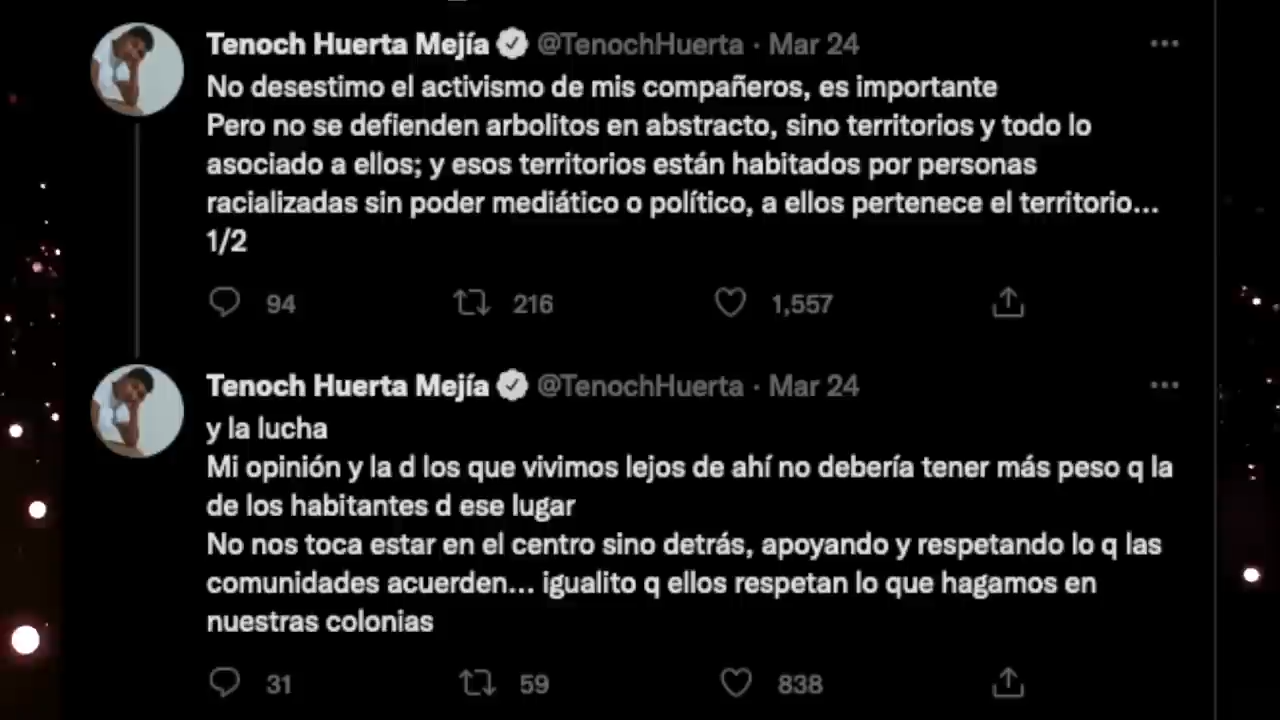 Tenoch Huerta Mejía @TenochHuerta · Mar 24
No desestimo el activismo de mis compañeros, es importante
Pero no se defienden arbolitos en abstracto, sino territorios y todo lo
asociado a ellos; y esos territorios están habitados por personas
racializadas sin poder mediático o político, a ellos pertenece el territorio...
1/2
94 216 1,557
Tenoch Huerta Mejía @TenochHuerta · Mar 24
y la lucha
Mi opinión y la d los que vivimos lejos de ahí no debería tener más peso q la
de los habitantes d ese lugar
No nos toca estar en el centro sino detrás, apoyando y respetando lo q las
comunidades acuerden... igualito q ellos respetan lo que hagamos en
nuestras colonias
31 59 838